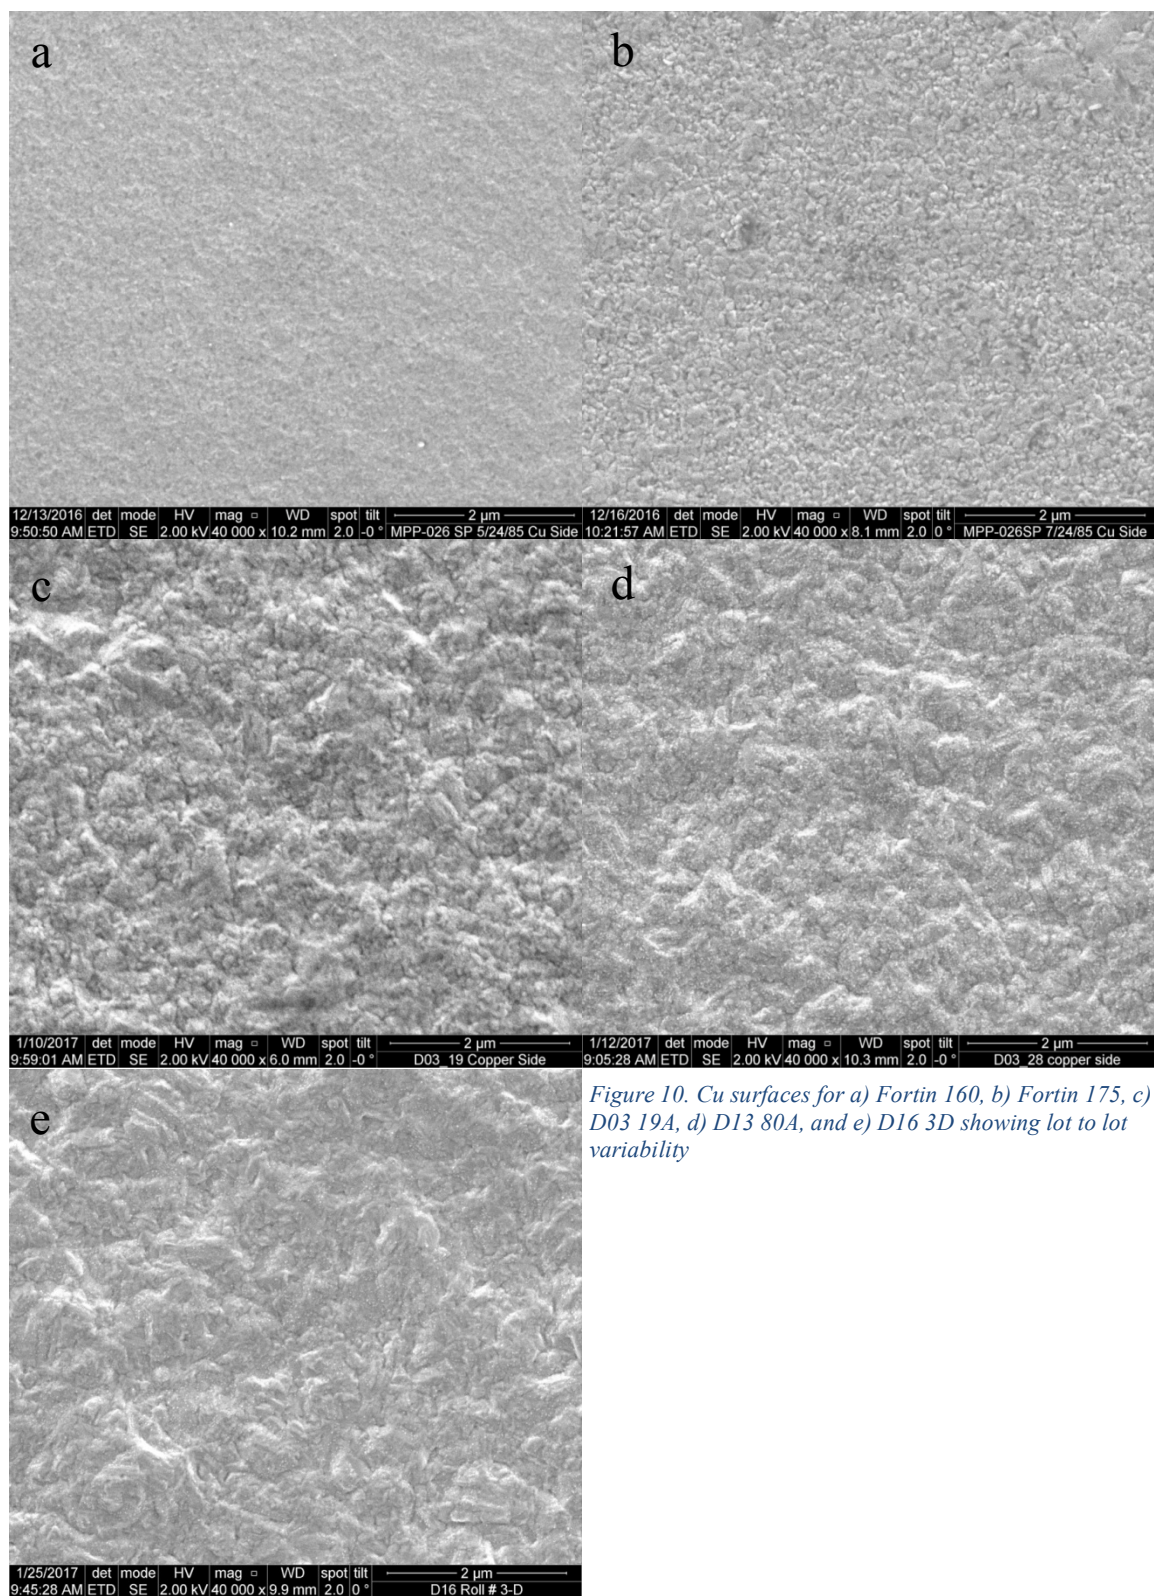 a
b
12/13/2016 det mode HV mag □ WD spot tilt 2 µm
9:50:50 AM ETD SE 2.00 kV 40 000 x 10.2 mm 2.0 -0 ° MPP-026 SP 5/24/85 Cu Side
12/16/2016 det mode HV mag □ WD spot tilt 2 µm
10:21:57 AM ETD SE 2.00 kV 40 000 x 8.1 mm 2.0 0 ° MPP-026SP 7/24/85 Cu Side
c
d
1/10/2017 det mode HV mag □ WD spot tilt 2 µm
9:59:01 AM ETD SE 2.00 kV 40 000 x 6.0 mm 2.0 -0 ° D03_19 Copper Side
1/12/2017 det mode HV mag □ WD spot tilt 2 µm
9:05:28 AM ETD SE 2.00 kV 40 000 x 10.3 mm 2.0 -0 ° D03_28 copper side
e
Figure 10. Cu surfaces for a) Fortin 160, b) Fortin 175, c)
D03 19A, d) D13 80A, and e) D16 3D showing lot to lot
variability
1/25/2017 det mode HV mag □ WD spot tilt 2 µm
9:45:28 AM ETD SE 2.00 kV 40 000 x 9.9 mm 2.0 0 ° D16 Roll # 3-D